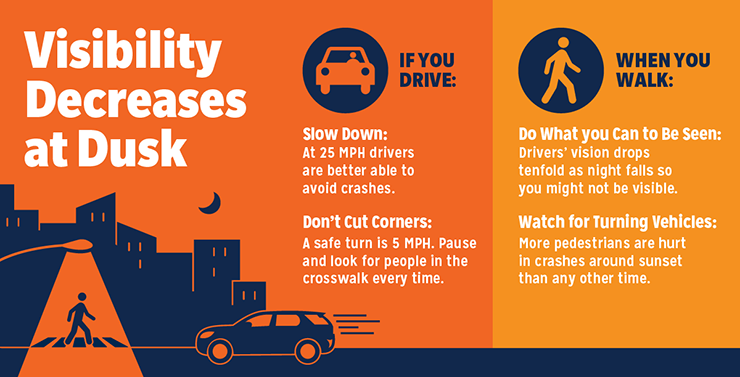 Visibility
Decreases
at Dusk
IF YOU
DRIVE:
Slow Down:
At 25 MPH drivers
are better able to
avoid crashes.
Don't Cut Corners:
A safe turn is 5 MPH. Pause
and look for people in the
crosswalk every time.
WHEN YOU
WALK:
Do What you Can to Be Seen:
Drivers' vision drops
tenfold as night falls so
you might not be visible.
Watch for Turning Vehicles:
More pedestrians are hurt
in crashes around sunset
than any other time.